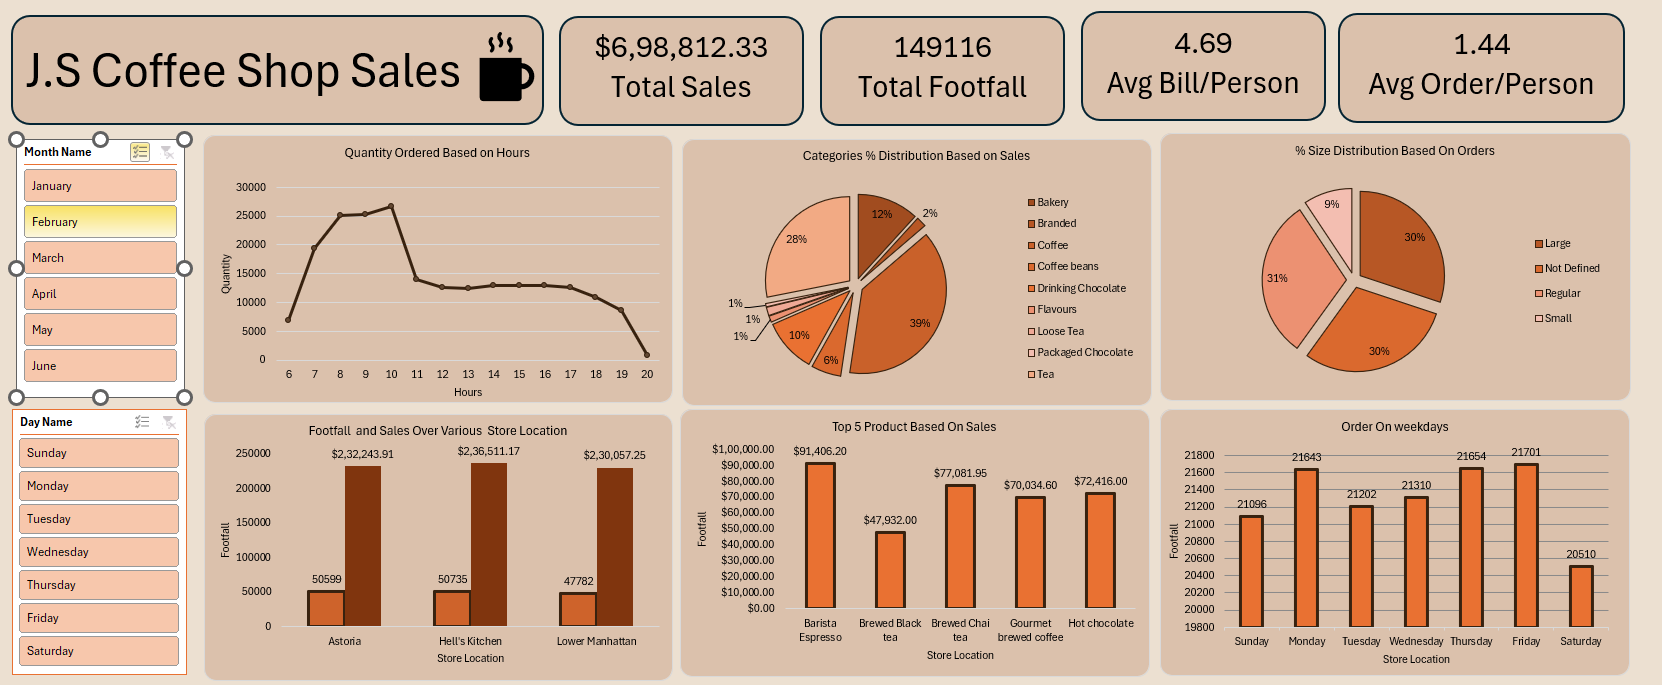 J.S Coffee Shop Sales
$6,98,812.33
Total Sales
149116
Total Footfall
4.69
Avg Bill/Person
1.44
Avg Order/Person
Month Name
January
February
March
April
May
June
Day Name
Sunday
Monday
Tuesday
Wednesday
Thursday
Friday
Saturday
Quantity Ordered Based on Hours
Quantity
30000
25000
20000
15000
10000
5000
0
6 7 8 9 10 11 12 13 14 15 16 17 18 19 20
Hours
Categories % Distribution Based on Sales
12%
2%
39%
6%
10%
1%
1%
1%
28%
Bakery
Branded
Coffee
Coffee beans
Drinking Chocolate
Flavours
Loose Tea
Packaged Chocolate
Tea
% Size Distribution Based On Orders
30%
30%
31%
9%
Large
Not Defined
Regular
Small
Footfall and Sales Over Various Store Location
Footfall
250000
200000
150000
100000
50000
0
$2,32,243.91
$2,36,511.17
$2,30,057.25
50599
50735
47782
Astoria
Hell's Kitchen
Lower Manhattan
Store Location
Top 5 Product Based On Sales
Footfall
$1,00,000.00
$90,000.00
$80,000.00
$70,000.00
$60,000.00
$50,000.00
$40,000.00
$30,000.00
$20,000.00
$10,000.00
$0.00
$91,406.20
$47,932.00
$77,081.95
$70,034.60
$72,416.00
Barista
Espresso
Brewed Black
tea
Brewed Chai
tea
Gourmet
brewed coffee
Hot chocolate
Store Location
Order On weekdays
Footfall
21800
21600
21400
21200
21000
20800
20600
20400
20200
20000
19800
21096
21643
21202
21310
21654
21701
20510
Sunday
Monday
Tuesday
Wednesday
Thursday
Friday
Saturday
Store Location